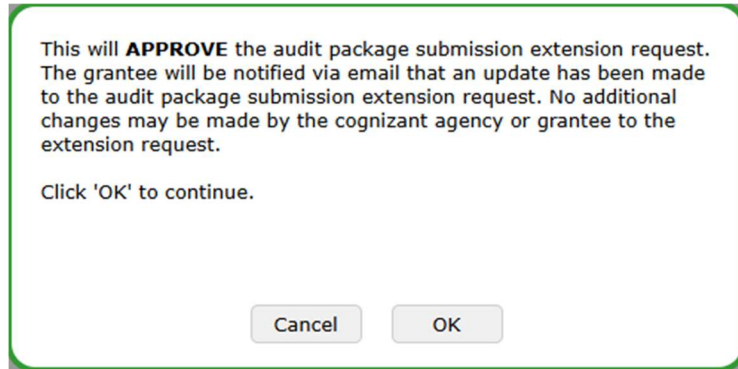 This will APPROVE the audit package submission extension request.
The grantee will be notified via email that an update has been made
to the audit package submission extension request. No additional
changes may be made by the cognizant agency or grantee to the
extension request.
Click 'OK' to continue.
Cancel
OK